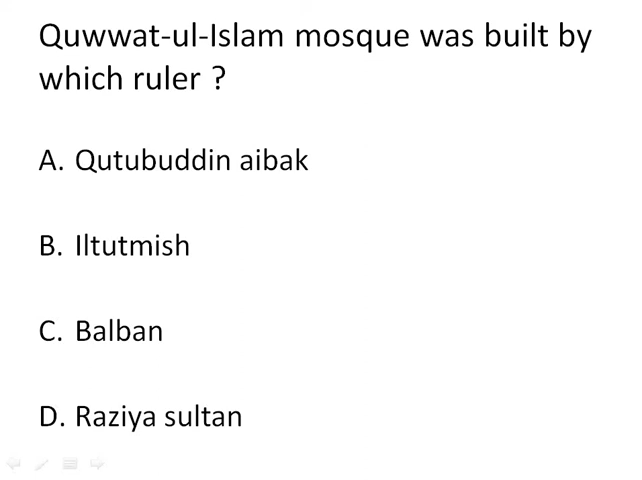 Quwwat-ul-Islam mosque was built by
which ruler ?
A. Qutubuddin aibak
B. Iltutmish
C. Balban
D. Raziya sultan